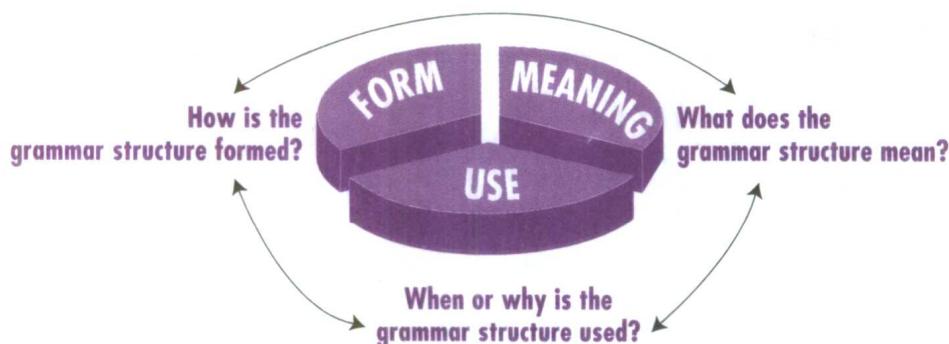 FORM
MEANING
How is the
grammar structure formed?
What does the
grammar structure mean?
USE
When or why is the
grammar structure used?